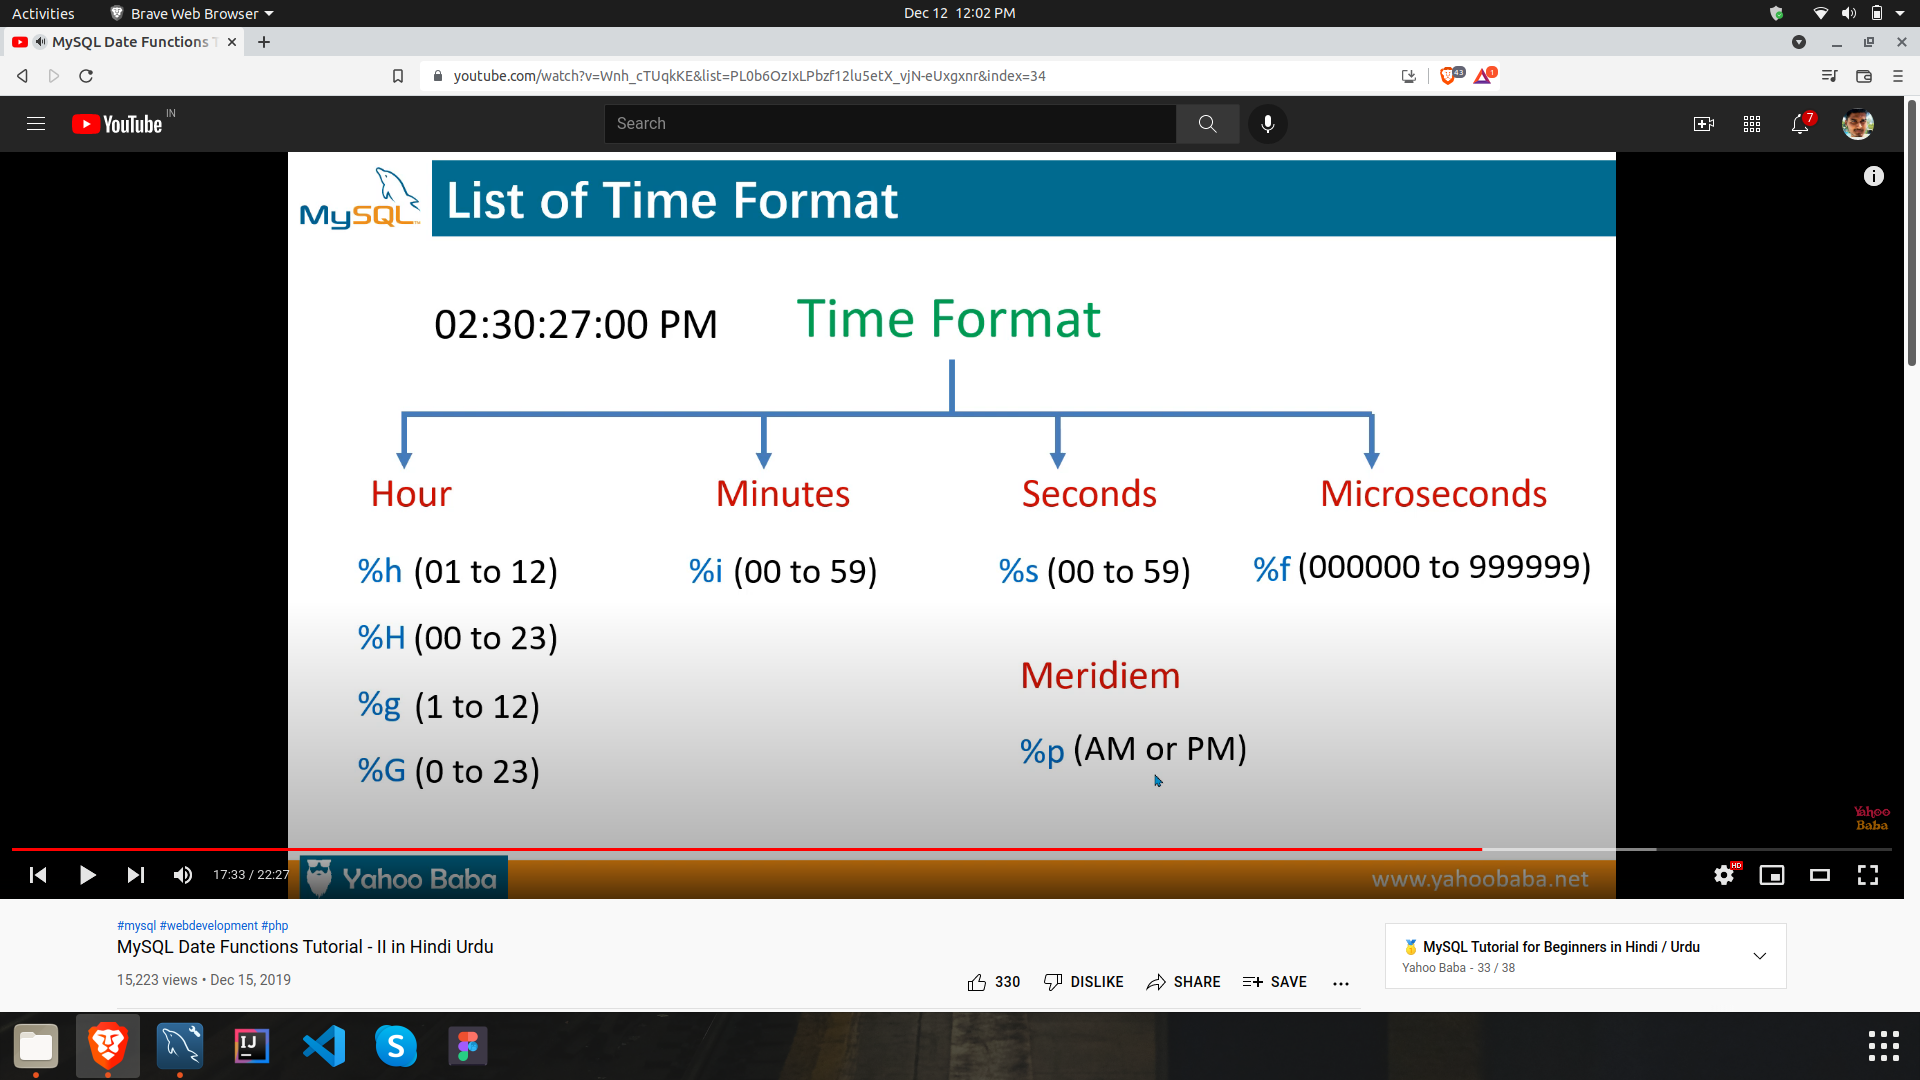 Activities
Brave Web Browser
Dec 12 12:02 PM
MySQL Date Functions T
youtube.com/watch?v=Wnh_cTUqkKE&list=PL0b6OzIxLPbzf12lu5etX_vjN-eUxgxnr&index=34
43
1
YouTube IN
Search
7
MySQL
List of Time Format
02:30:27:00 PM
Time Format
Hour
Minutes
Seconds
Microseconds
%h (01 to 12)
%i (00 to 59)
%s (00 to 59)
%f (000000 to 999999)
%H (00 to 23)
Meridiem
%g (1 to 12)
%p (AM or PM)
%G (0 to 23)
Yahoo
Baba
17:33 / 22:27
Yahoo Baba
www.yahoobaba.net
HD
#mysql #webdevelopment #php
MySQL Date Functions Tutorial - II in Hindi Urdu
15,223 views • Dec 15, 2019
330
DISLIKE
SHARE
SAVE
MySQL Tutorial for Beginners in Hindi / Urdu
Yahoo Baba - 33 / 38
IJ
S